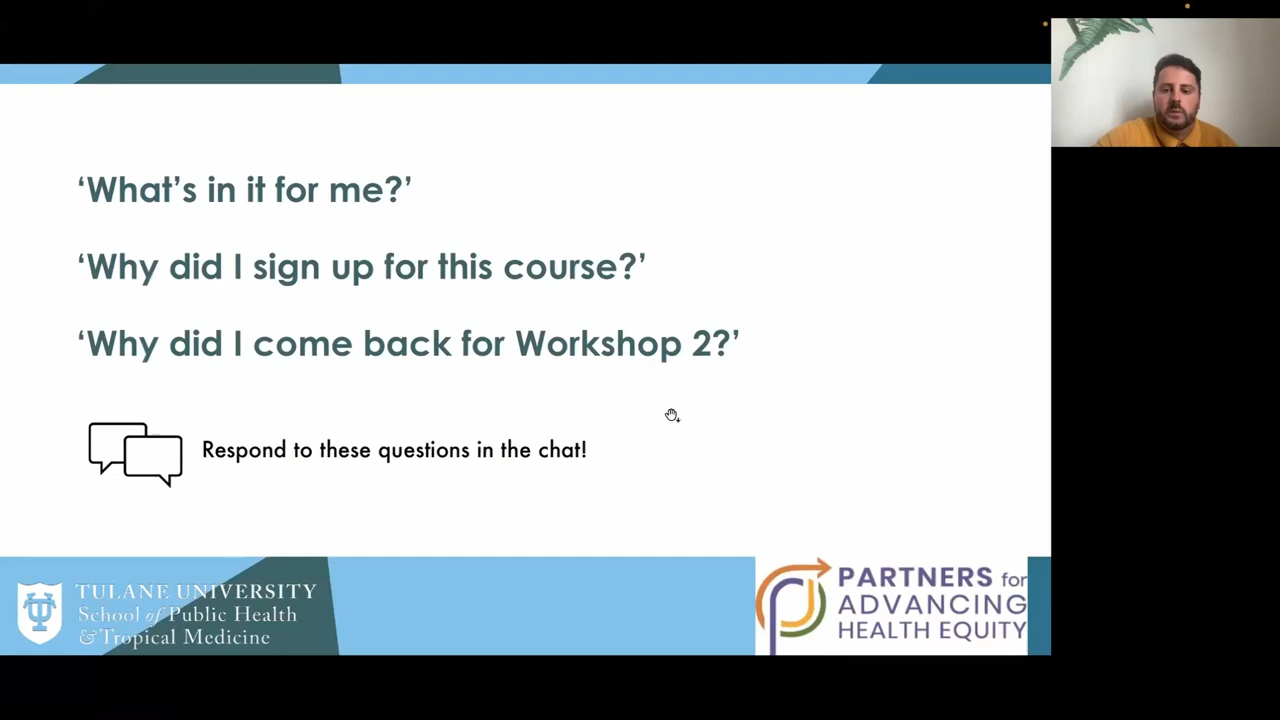 ‘What’s in it for me?’
‘Why did I sign up for this course?’
‘Why did I come back for Workshop 2?’
Respond to these questions in the chat!
TULANE UNIVERSITY
School of Public Health
& Tropical Medicine
PARTNERS for
ADVANCING
HEALTH EQUITY